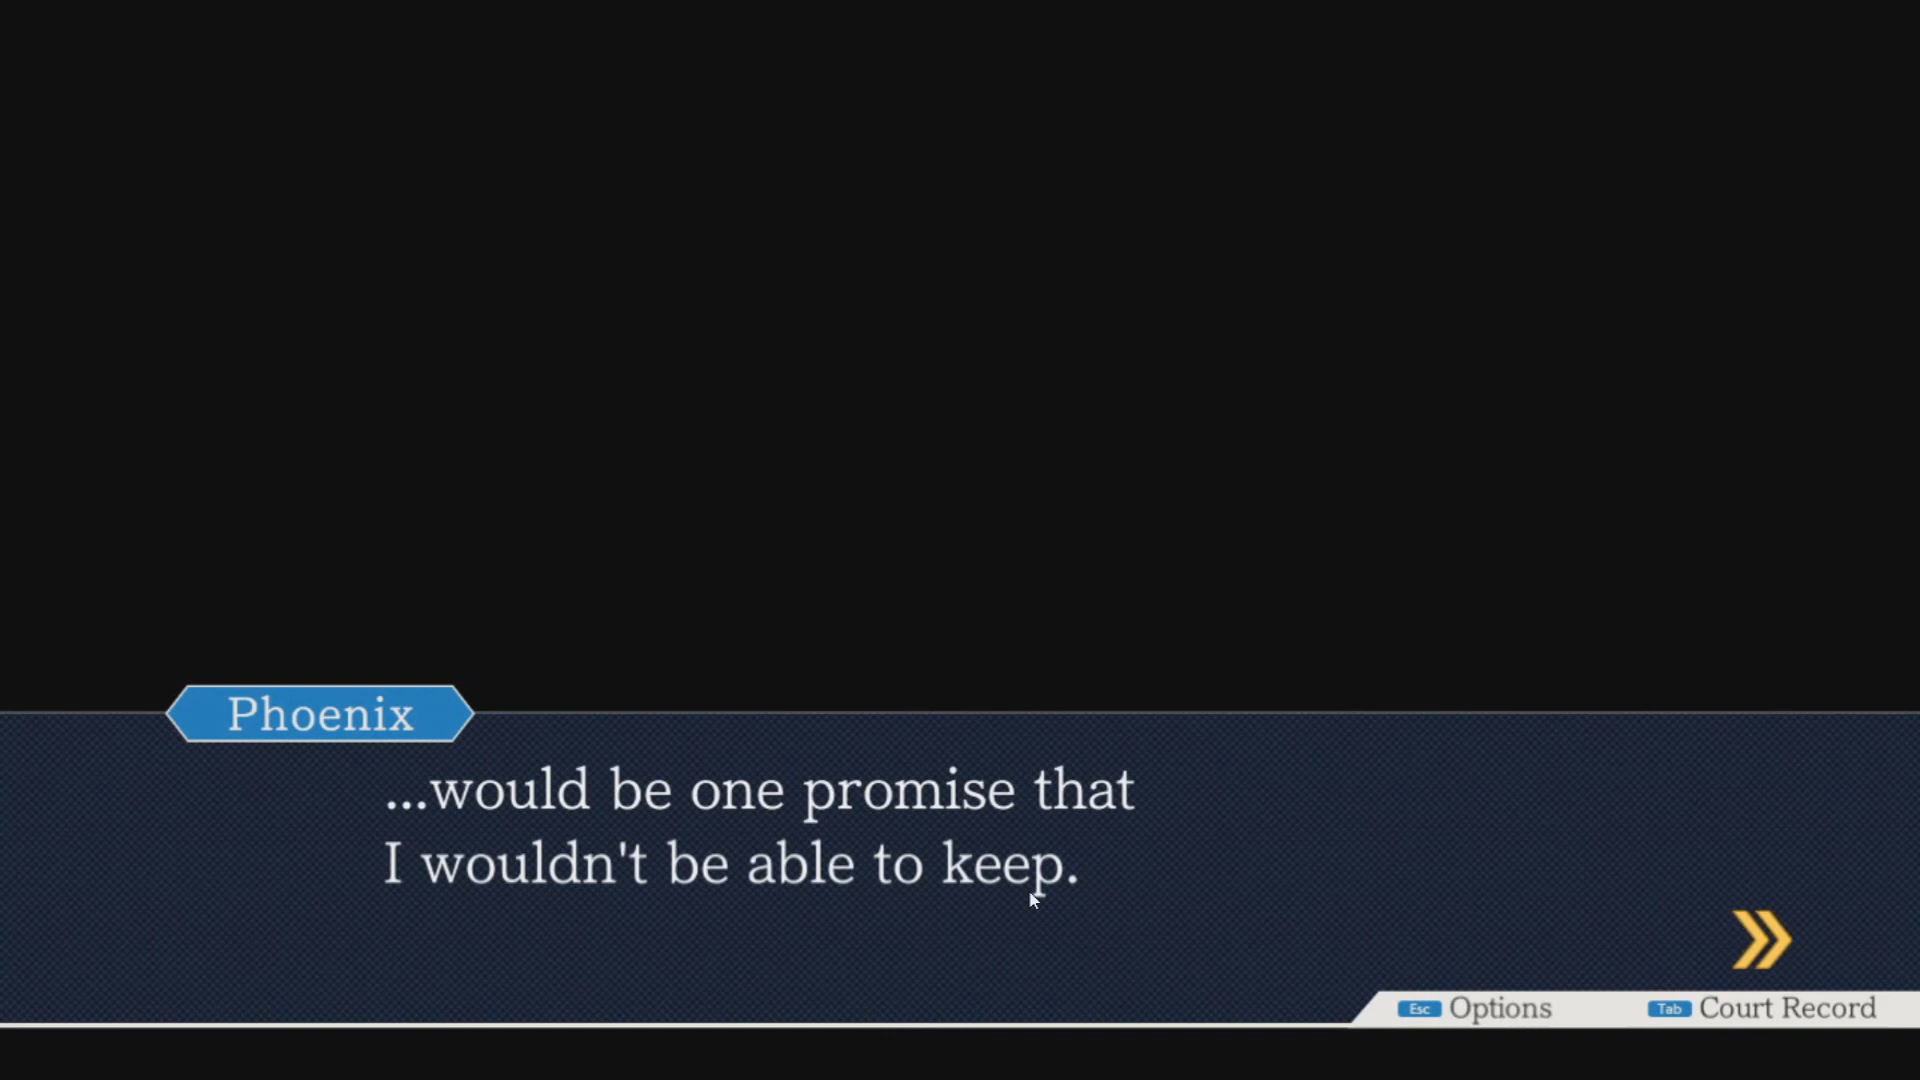 Phoenix
...would be one promise that
I wouldn't be able to keep.
Esc Options Tab Court Record